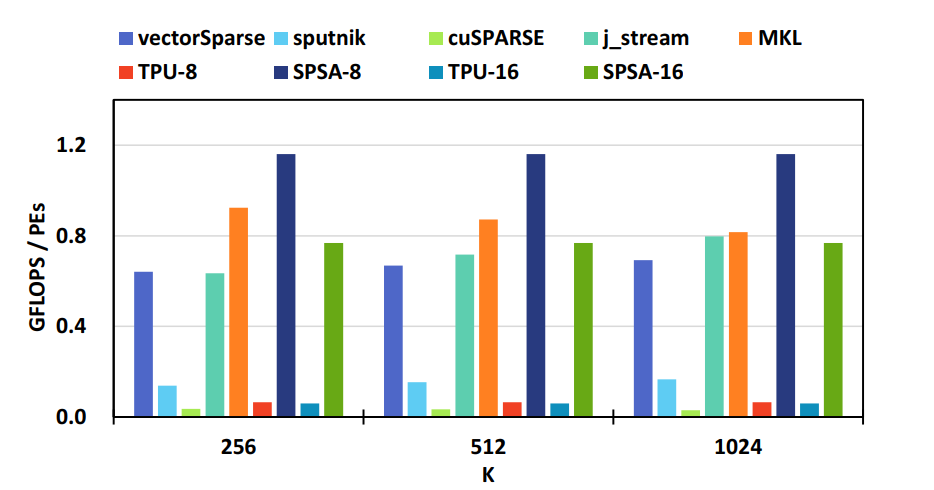 vectorSparse sputnik cuSPARSE j_stream MKL
TPU-8 SPSA-8 TPU-16 SPSA-16
1.2
0.8
0.4
0.0
GFLOPS / PEs
256 512 1024
K